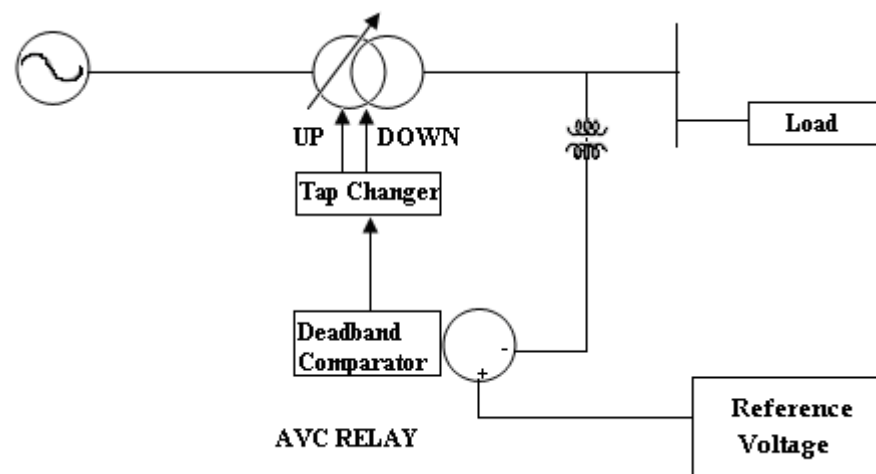 UP DOWN
Load
Tap Changer
Deadband
Comparator
-
+
AVC RELAY
Reference
Voltage